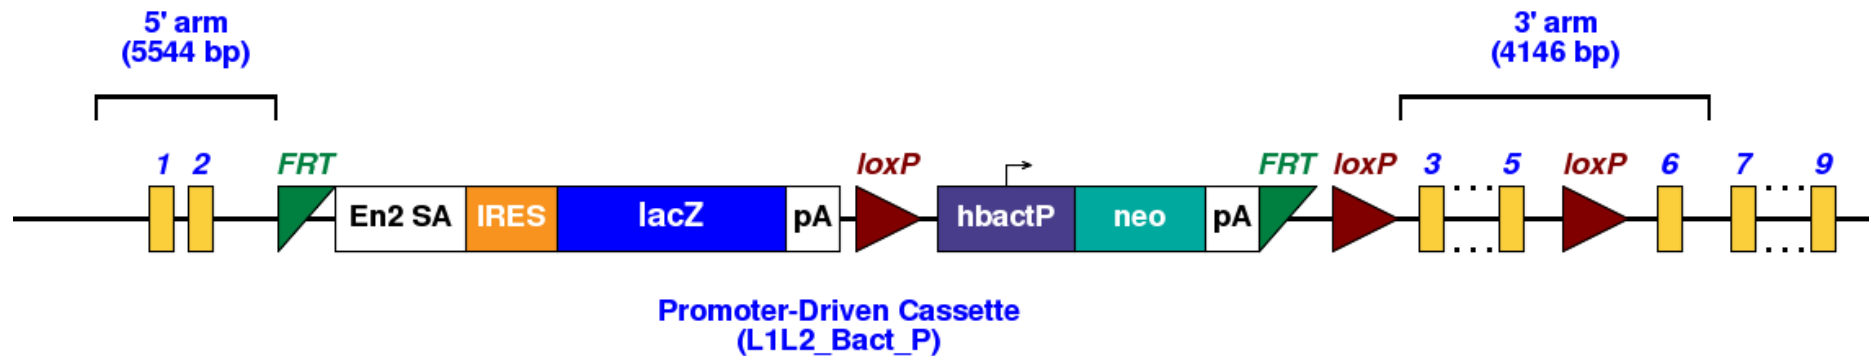 5' arm
(5544 bp)
3' arm
(4146 bp)
1 2 FRT loxP FRT loxP 3 5 loxP 6 7 9
En2 SA IRES lacZ pA hbactP neo pA
Promoter-Driven Cassette
(L1L2_Bact_P)